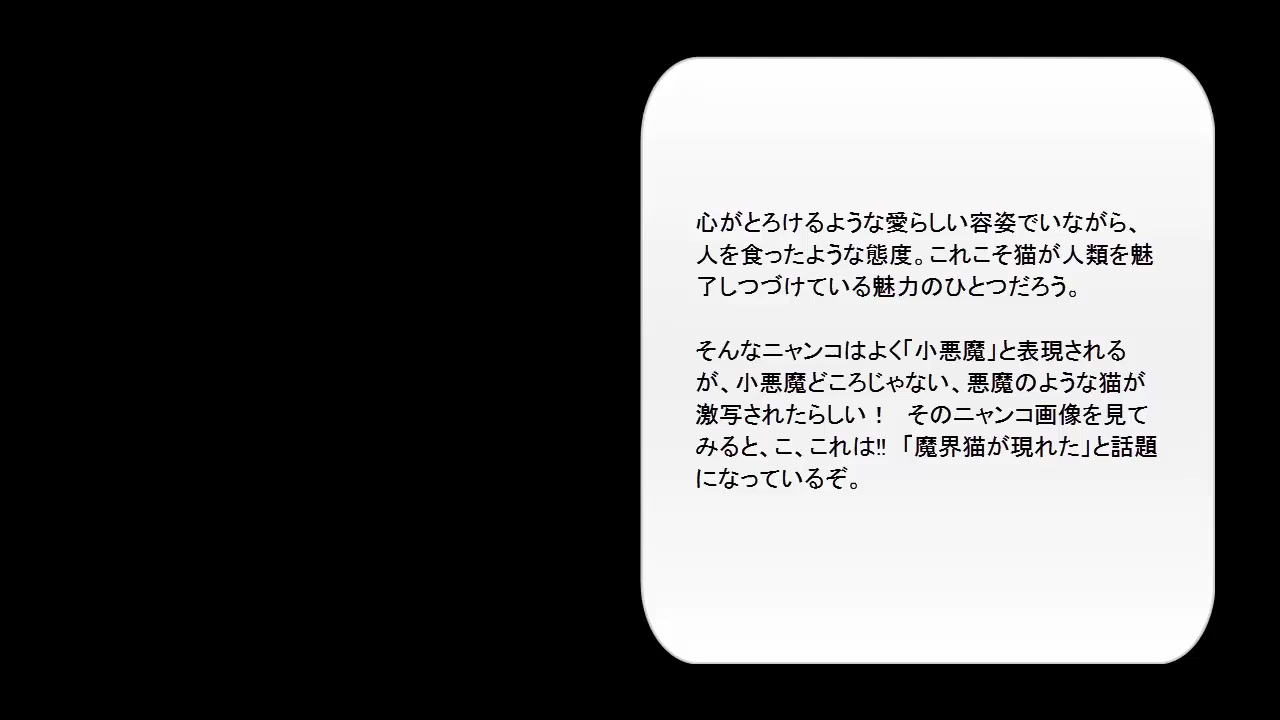 心がとろけるような愛らしい容姿でいながら、
人を食ったような態度。これこそ猫が人類を魅
了しつづけている魅力のひとつだろう。
そんなニャンコはよく「小悪魔」と表現される
が、小悪魔どころじゃない、悪魔のような猫が
激写されたらしい！　そのニャンコ画像を見て
みると、こ、これは!!　「魔界猫が現れた」と話題
になっているぞ。